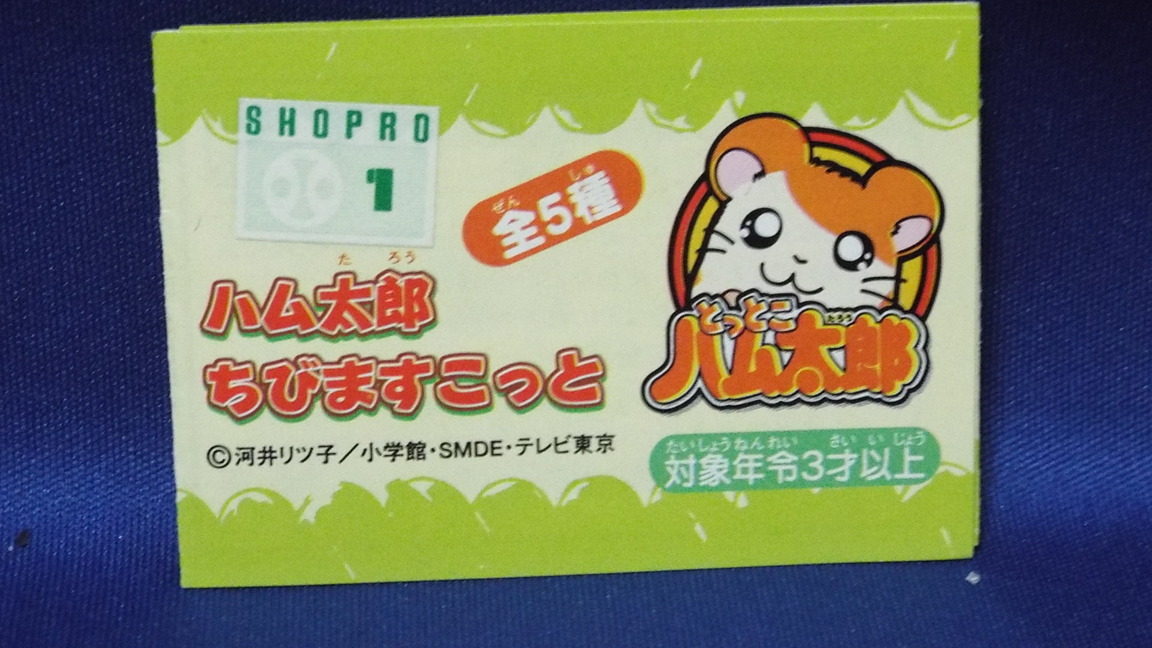 SHOPRO
1
ぜん しゅ
全5種
た ろう
ハム太郎
ちびますこっと
©河井リツ子／小学館・SMDE・テレビ東京
とっとこ
たろう
ハム太郎
たいしょうねんれい さい い じょう
対象年令3才以上